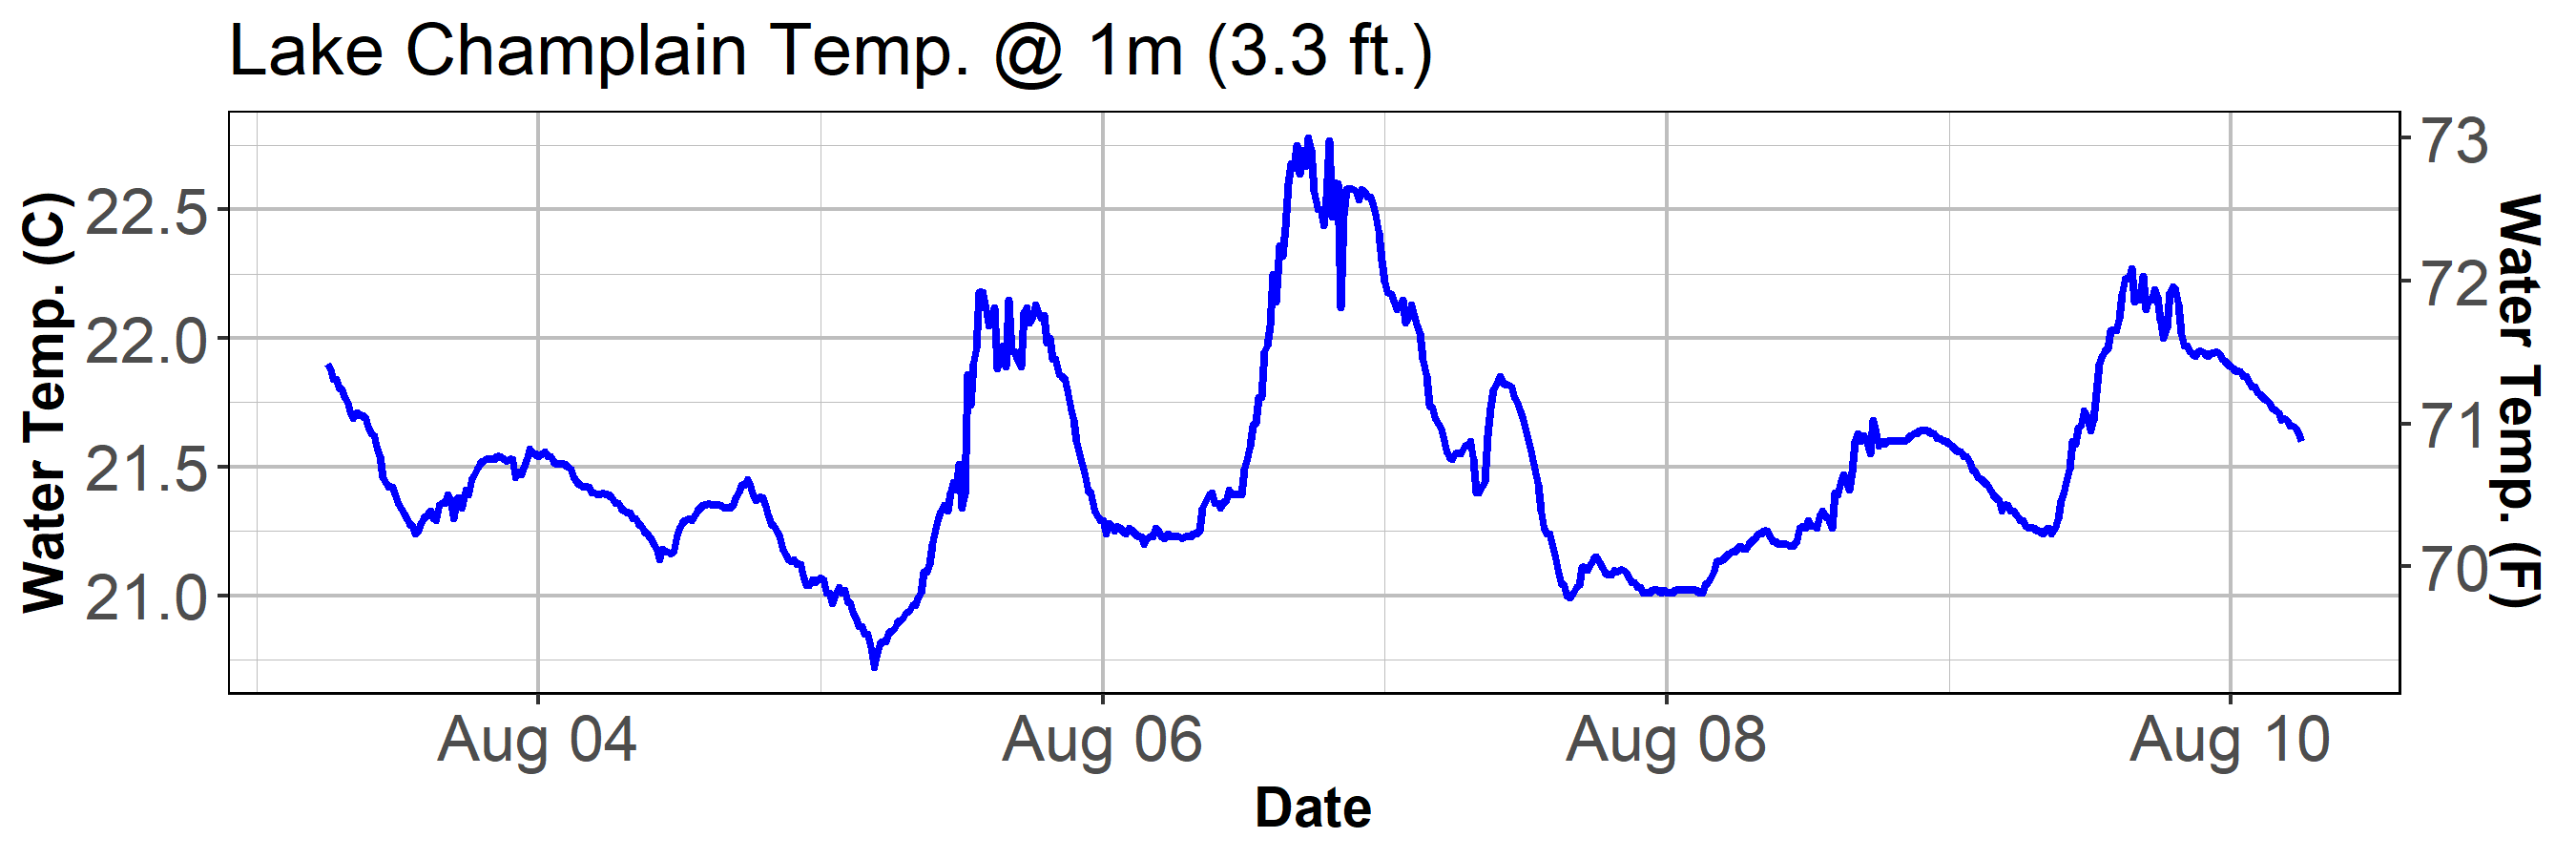 Lake Champlain Temp. @ 1m (3.3 ft.)
Water Temp. (C)
22.5
22.0
21.5
21.0
73
72
71
70
Water Temp. (F)
Aug 04
Aug 06
Aug 08
Aug 10
Date